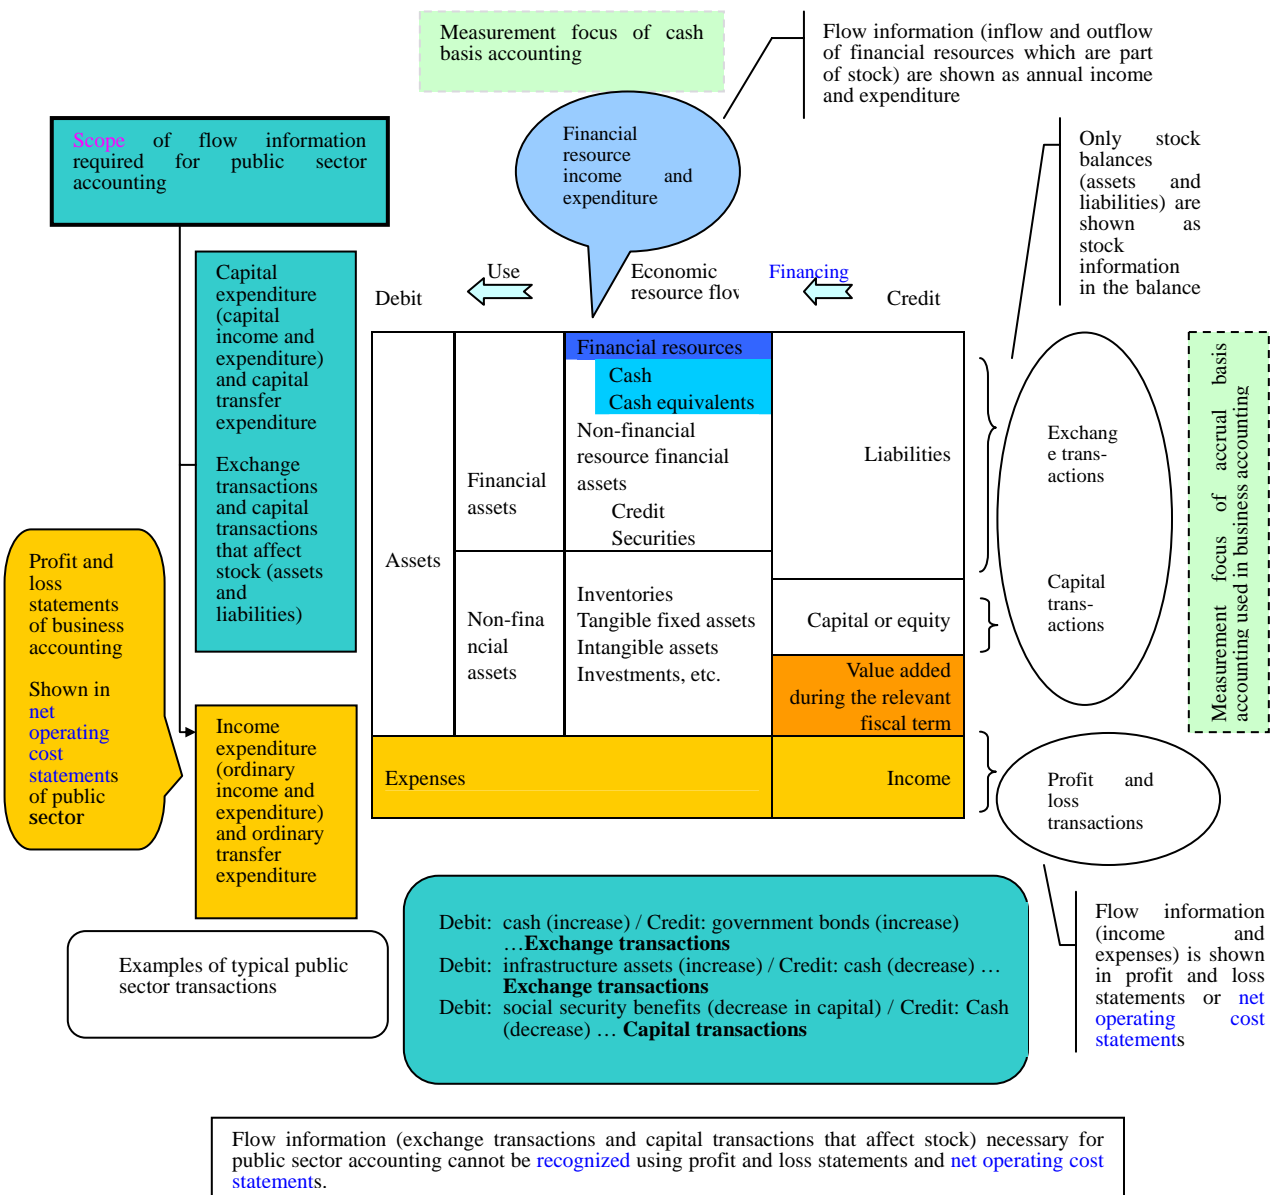 Measurement focus of cash
basis accounting
Flow information (inflow and outflow
of financial resources which are part
of stock) are shown as annual income
and expenditure
Scope of flow information
required for public sector
accounting
Financial
resource
income and
expenditure
Only stock
balances
(assets and
liabilities) are
shown as
stock
information
in the balance
Capital
expenditure
(capital
income and
expenditure)
and capital
transfer
expenditure
Exchange
transactions
and capital
transactions
that affect
stock (assets
and
liabilities)
Debit
Use
Economic
resource flow
Financing
Credit
Financial resources
Cash
Cash equivalents
Non-financial
resource financial
assets
Credit
Securities
Financial
assets
Assets
Liabilities
Non-fina
ncial
assets
Inventories
Tangible fixed assets
Intangible assets
Investments, etc.
Capital or equity
Value added
during the relevant
fiscal term
Expenses
Income
Exchang
e trans-
actions
Capital
trans-
actions
Measurement focus of accrual basis
accounting used in business accounting
Profit and
loss
statements
of business
accounting
Shown in
net
operating
cost
statements
of public
sector
Income
expenditure
(ordinary
income and
expenditure)
and ordinary
transfer
expenditure
Profit and
loss
transactions
Flow information
(income and
expenses) is shown
in profit and loss
statements or net
operating cost
statements
Examples of typical public
sector transactions
Debit: cash (increase) / Credit: government bonds (increase)
…Exchange transactions
Debit: infrastructure assets (increase) / Credit: cash (decrease) …
Exchange transactions
Debit: social security benefits (decrease in capital) / Credit: Cash
(decrease) … Capital transactions
Flow information (exchange transactions and capital transactions that affect stock) necessary for
public sector accounting cannot be recognized using profit and loss statements and net operating cost
statements.